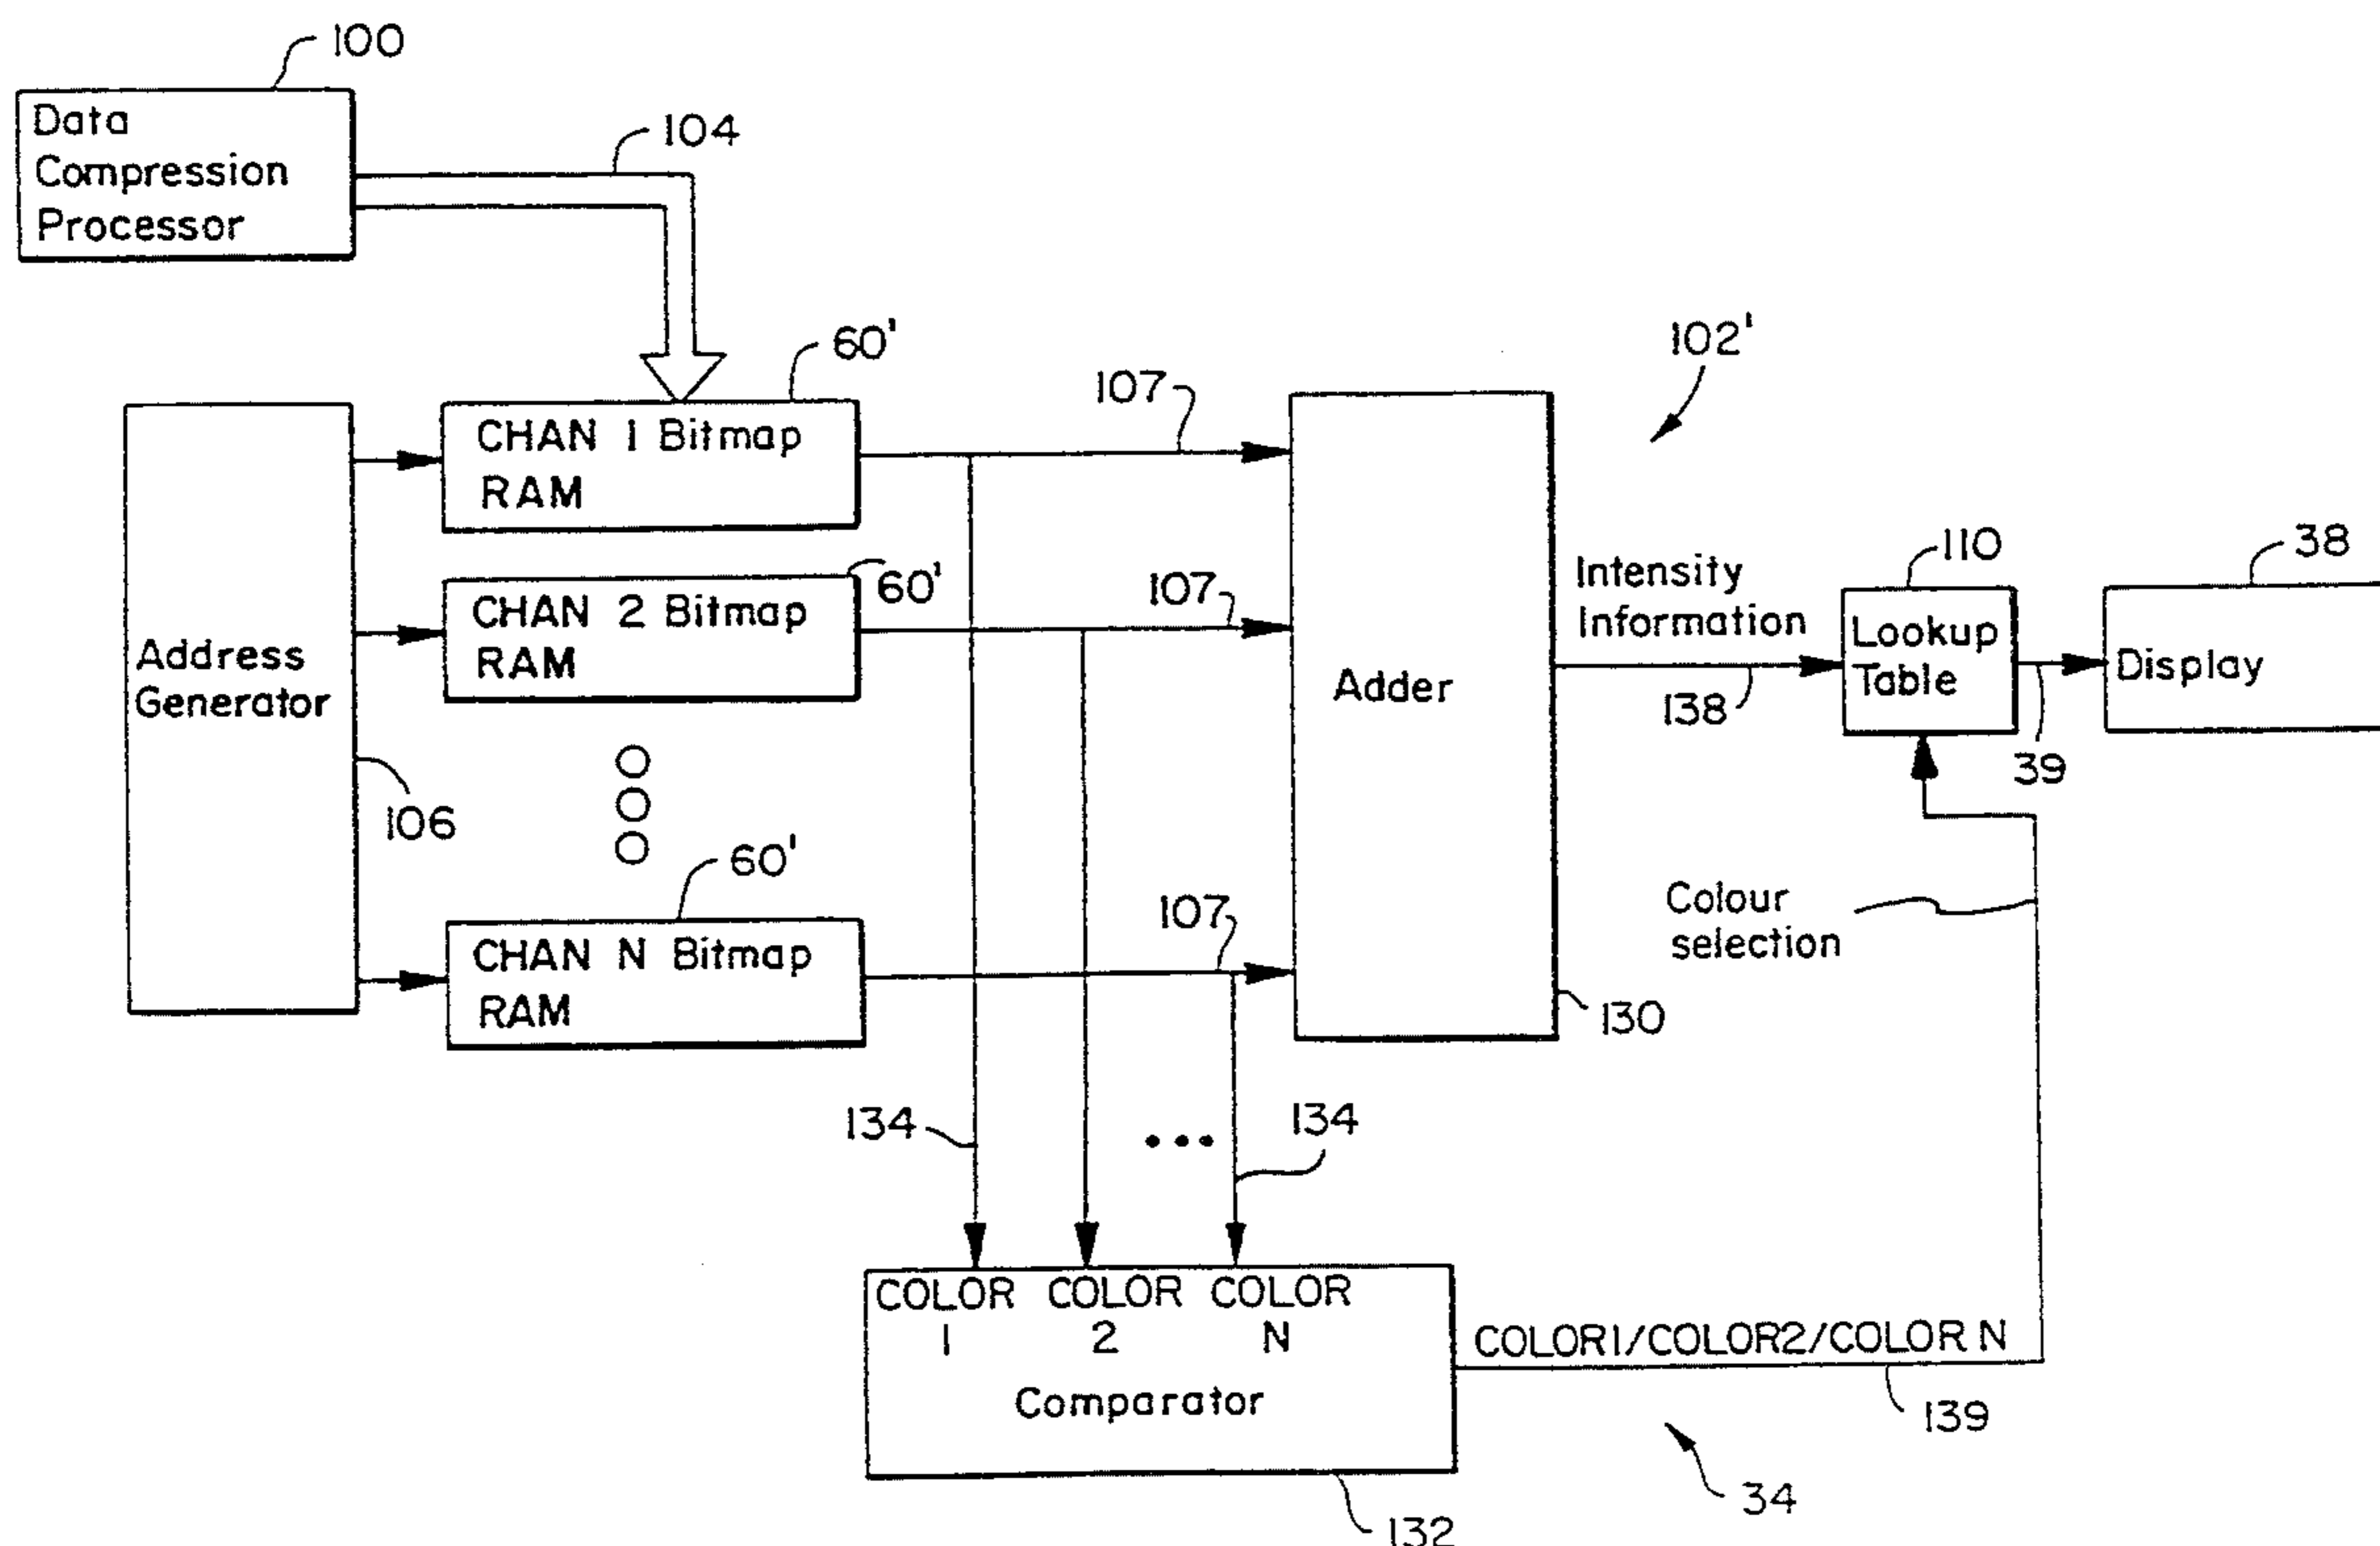 100
Data
Compression
Processor
104
60'
102'
107
CHAN 1 Bitmap
RAM
60'
107
CHAN 2 Bitmap
RAM
Address
Generator
106
Adder
Intensity
Information
138
110
Lookup
Table
39
38
Display
60'
107
CHAN N Bitmap
RAM
Colour
selection
130
134
134
COLOR COLOR COLOR
1 2 N
Comparator
COLOR1/COLOR2/COLOR N
139
34
132